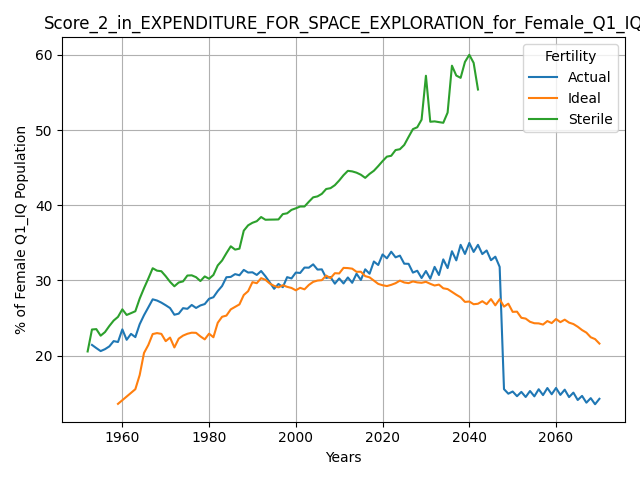 Score_2_in_EXPENDITURE_FOR_SPACE_EXPLORATION_for_Female_Q1_IQ
Fertility
Actual
Ideal
Sterile
% of Female Q1_IQ Population
60
50
40
30
20
1960 1980 2000 2020 2040 2060
Years